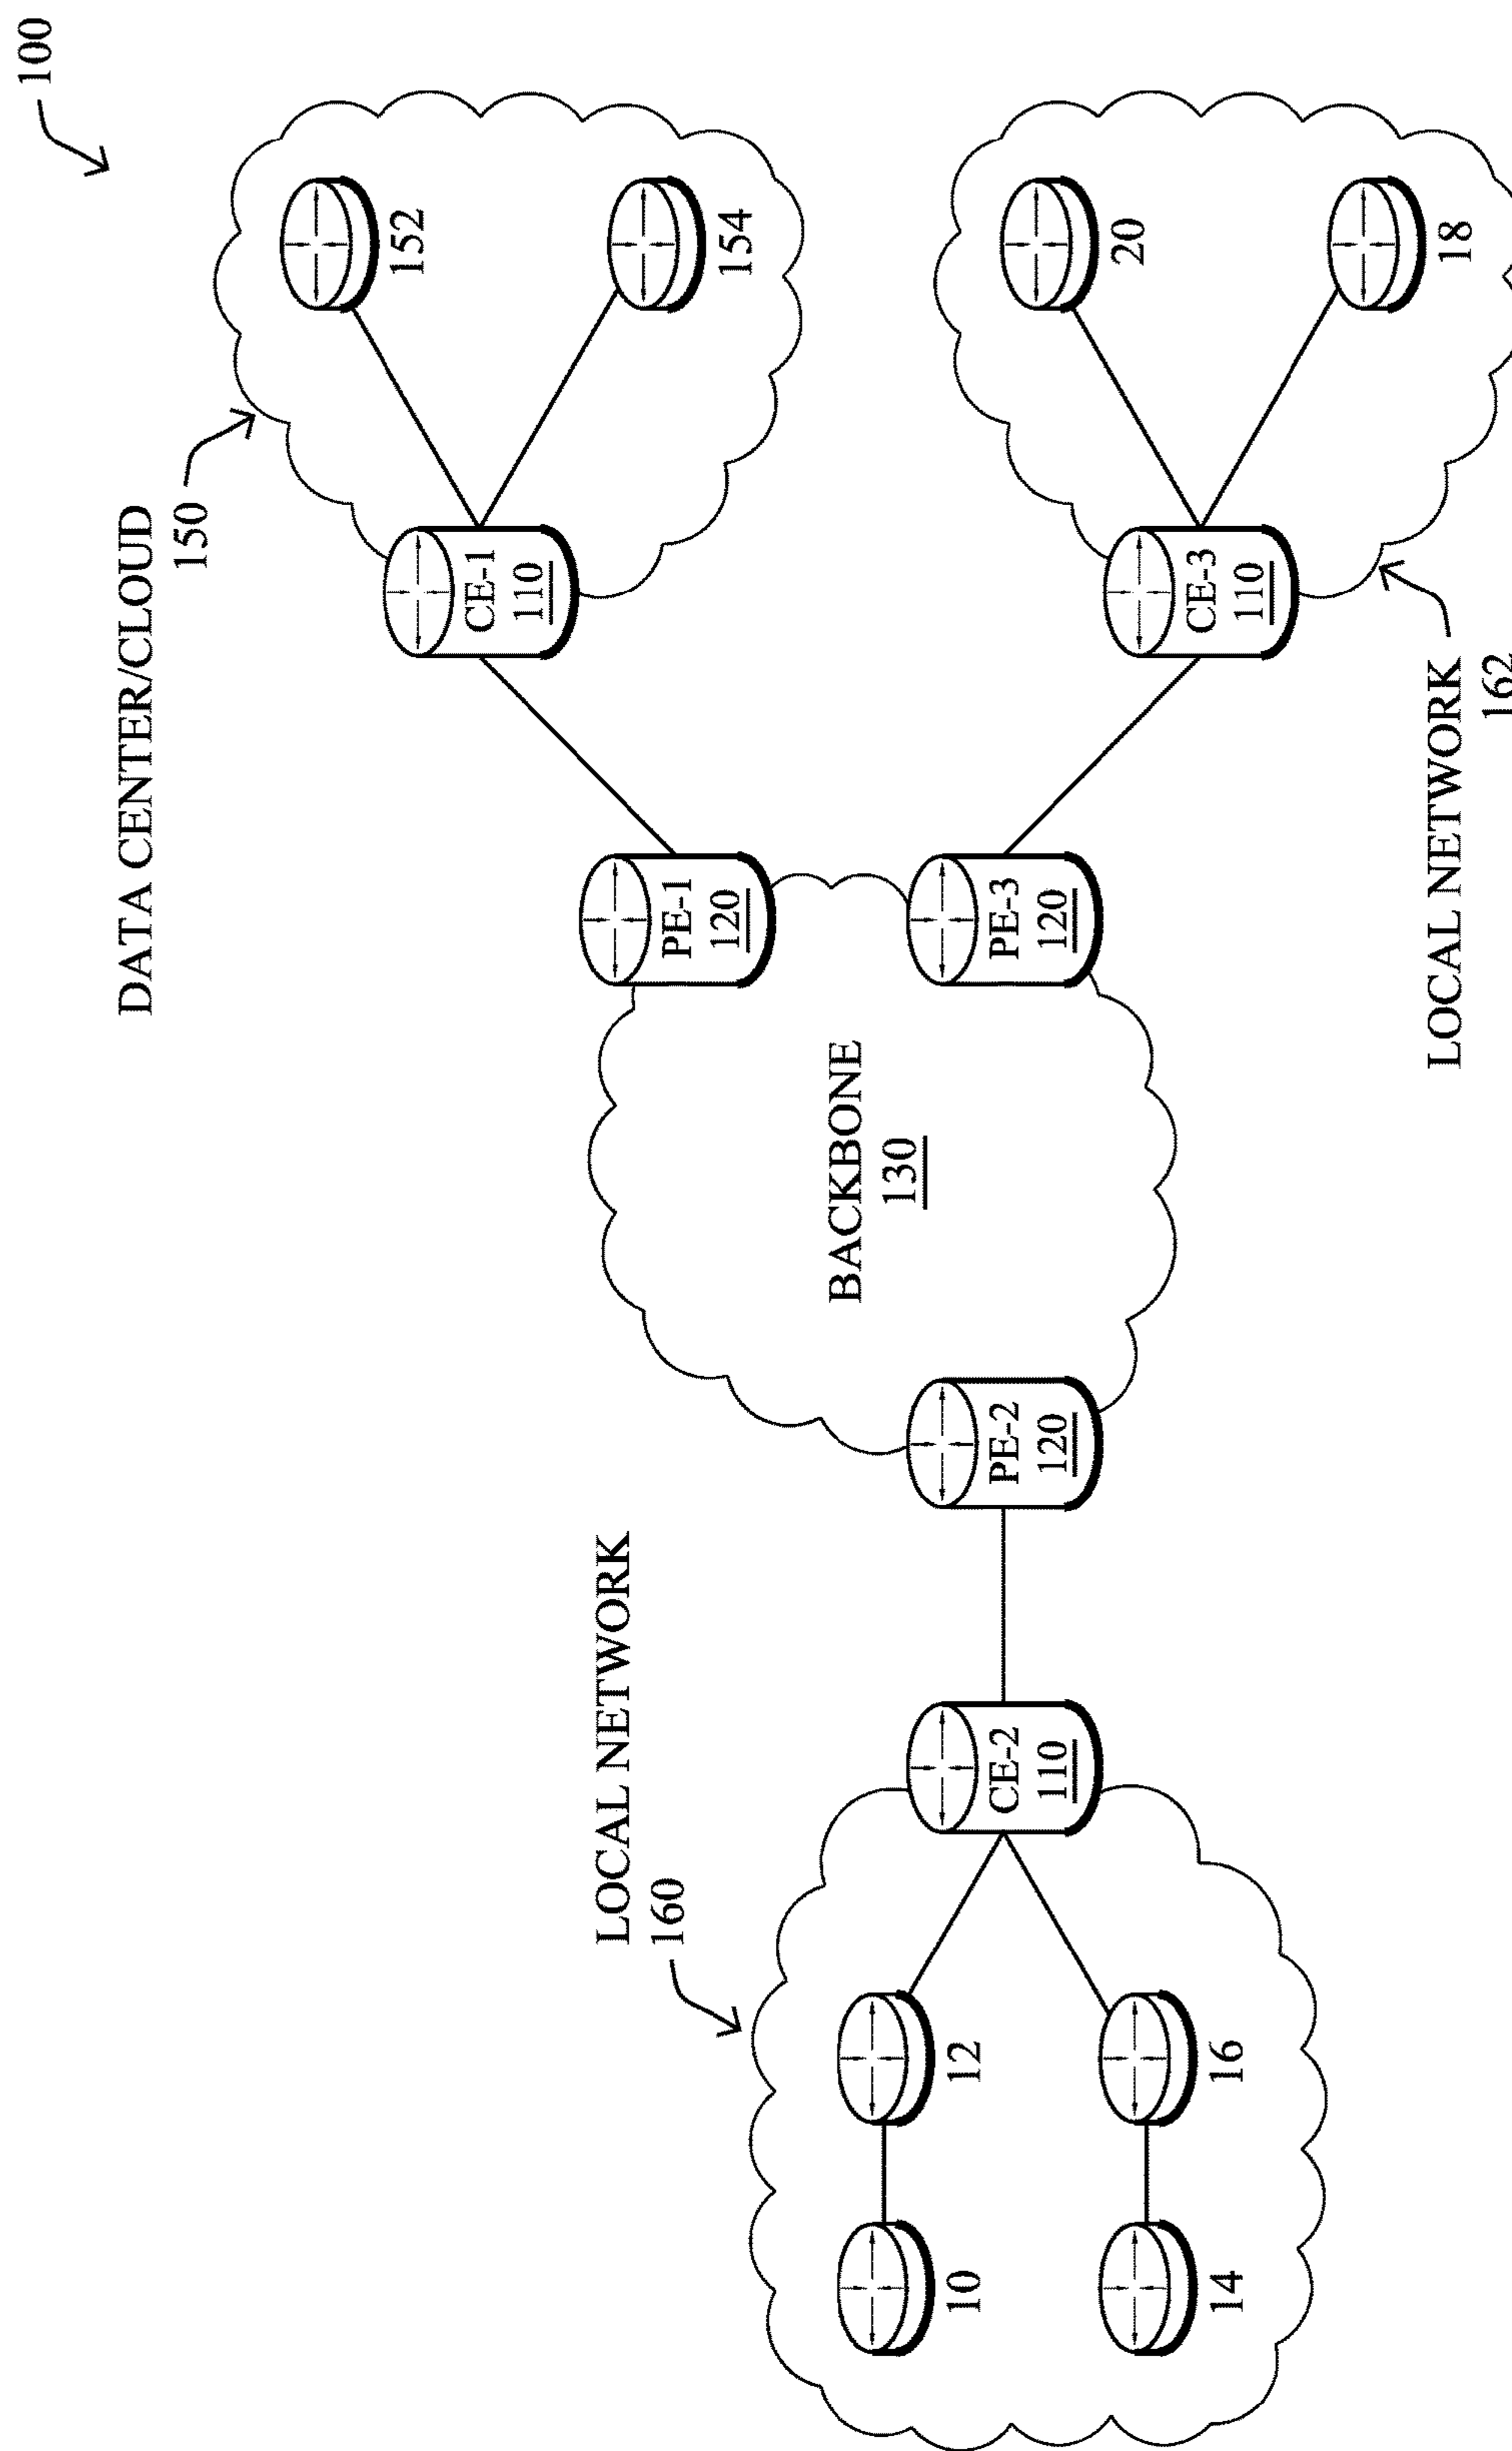 100
DATA CENTER/CLOUD
150
152
154
CE-1
110
PE-1
120
LOCAL NETWORK
160
BACKBONE
130
10
12
14
16
CE-2
110
PE-2
120
PE-3
120
CE-3
110
20
18
LOCAL NETWORK
162